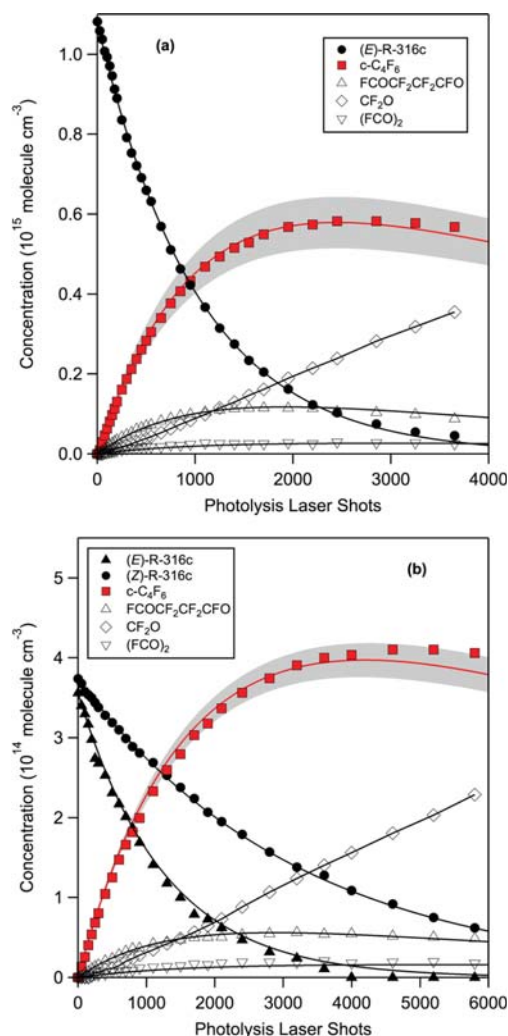 (a)
(E)-R-316c
c-C₄F₆
FCOCF₂CF₂CFO
CF₂O
(FCO)₂
Concentration (10¹⁵ molecule cm⁻³)
1.0
0.8
0.6
0.4
0.2
0.0
0 1000 2000 3000 4000
Photolysis Laser Shots
(b)
(E)-R-316c
(Z)-R-316c
c-C₄F₆
FCOCF₂CF₂CFO
CF₂O
(FCO)₂
Concentration (10¹⁴ molecule cm⁻³)
5
4
3
2
1
0
0 1000 2000 3000 4000 5000 6000
Photolysis Laser Shots